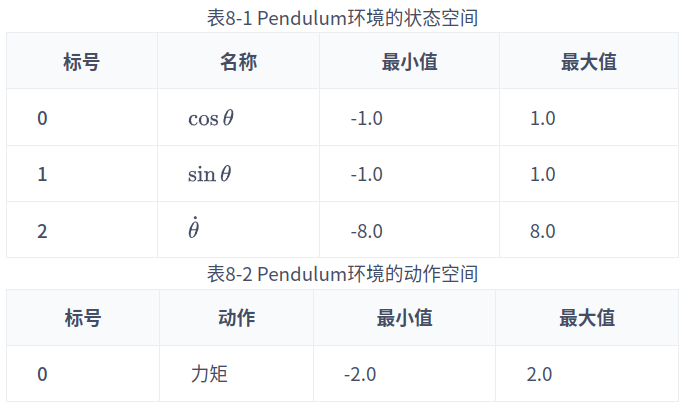 表8-1 Pendulum环境的状态空间
标号 名称 最小值 最大值
0 cos θ -1.0 1.0
1 sin θ -1.0 1.0
2 θ̇ -8.0 8.0
表8-2 Pendulum环境的动作空间
标号 动作 最小值 最大值
0 力矩 -2.0 2.0